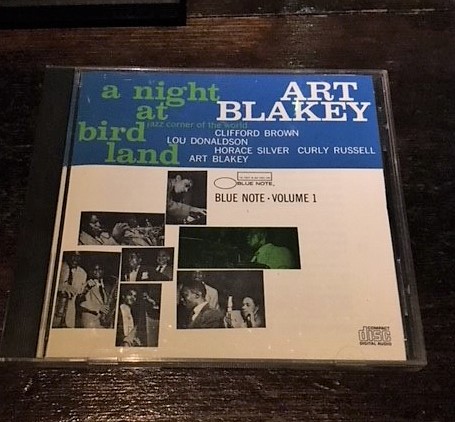 a night
at
bird
land
jazz corner of the world
ART
BLAKEY
CLIFFORD BROWN
LOU DONALDSON
HORACE SILVER CURLY RUSSELL
ART BLAKEY
BLUE NOTE.
BLUE NOTE • VOLUME 1
COMPACT
disc
DIGITAL AUDIO